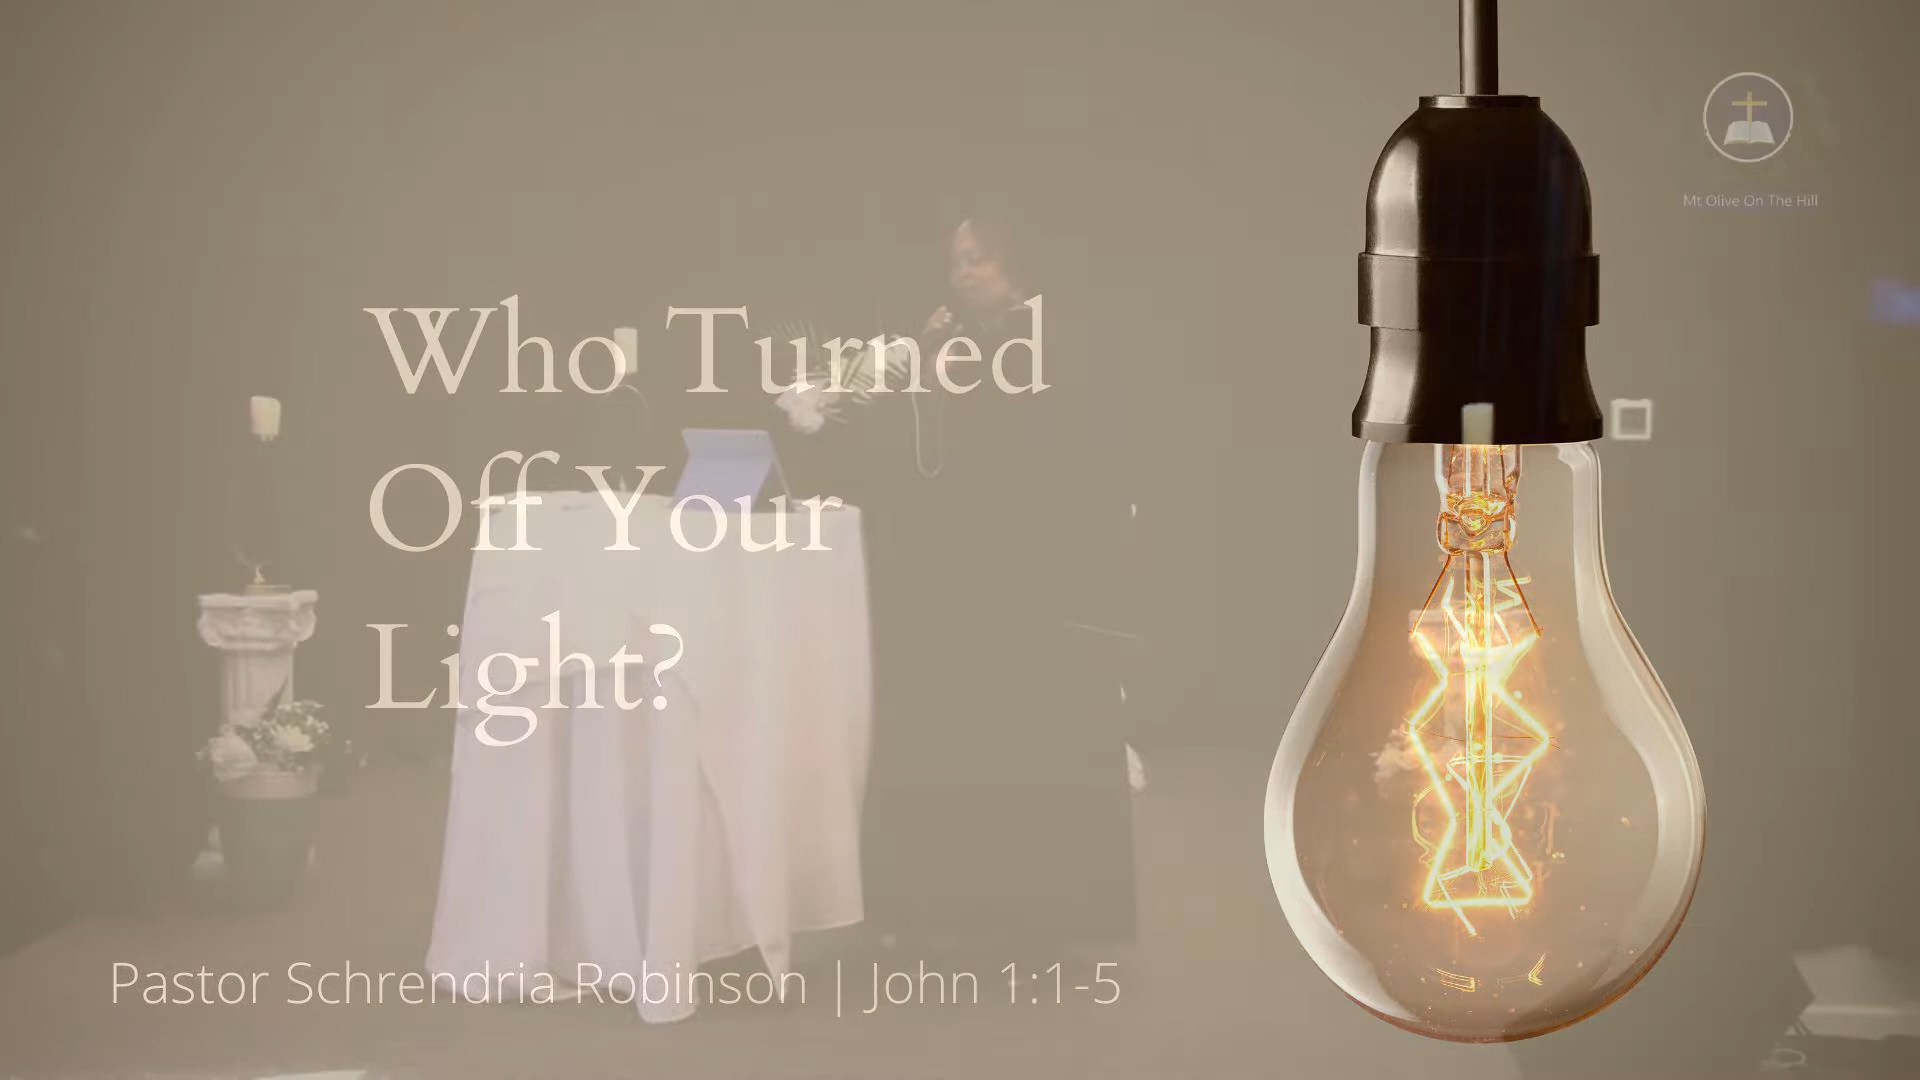 Mt Olive On The Hill
Who Turned
Off Your
Light?
Pastor Schrendria Robinson | John 1:1-5